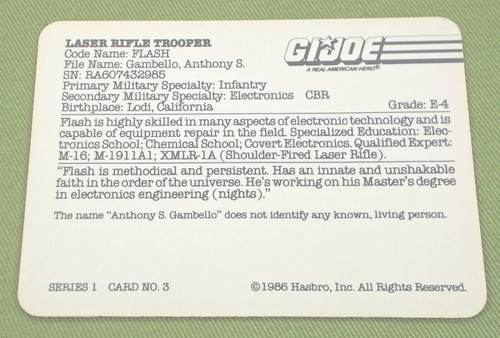 LASER RIFLE TROOPER
Code Name: FLASH
File Name: Gambello, Anthony S.
SN: RA607432985
Primary Military Specialty: Infantry
Secondary Military Specialty: Electronics CBR
Birthplace: Lodi, California
GI JOE
A REAL AMERICAN HERO®
Grade: E-4
Flash is highly skilled in many aspects of electronic technology and is
capable of equipment repair in the field. Specialized Education: Elec-
tronics School; Chemical School; Covert Electronics. Qualified Expert:
M-16; M-1911A1; XMLR-1A (Shoulder-Fired Laser Rifle).
"Flash is methodical and persistent. Has an innate and unshakable
faith in the order of the universe. He's working on his Master's degree
in electronics engineering (nights)."
The name "Anthony S. Gambello" does not identify any known, living person.
SERIES 1 CARD NO. 3
©1986 Hasbro, Inc. All Rights Reserved.